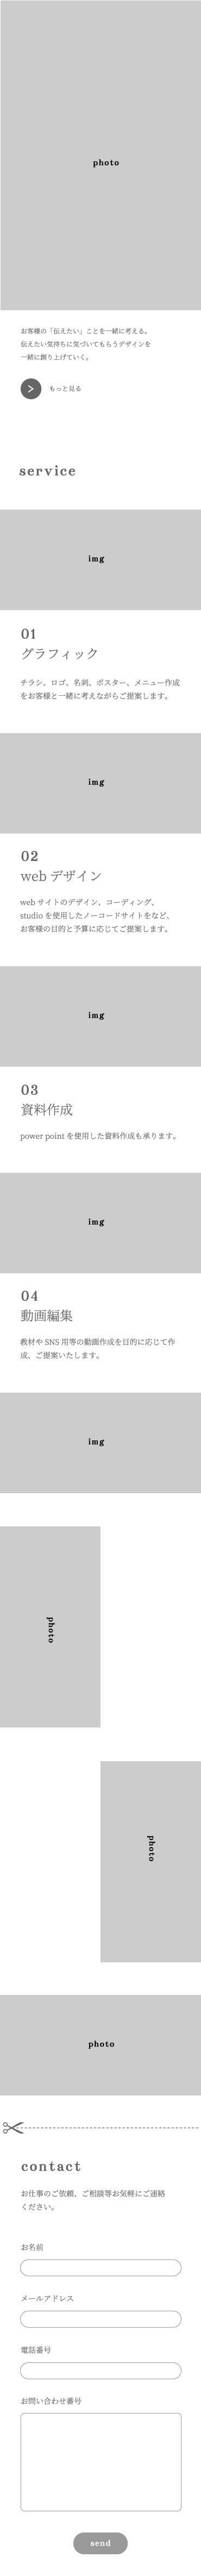 photo
お客様の「伝えたい」ことを一緒に考える。
伝えたい気持ちに気づいてもらうデザインを
一緒に創り上げていく。
もっと見る
service
img
01
グラフィック
チラシ、ロゴ、名刺、ポスター、メニュー作成
をお客様と一緒に考えながらご提案します。
img
02
web デザイン
web サイトのデザイン、コーディング、
studio を使用したノーコードサイトをなど、
お客様の目的と予算に応じてご提案します。
img
03
資料作成
power point を使用した資料作成も承ります。
img
04
動画編集
教材や SNS 用等の動画作成を目的に応じて作
成、ご提案いたします。
img
photo
photo
photo
contact
お仕事のご依頼、ご相談等お気軽にご連絡
ください。
お名前
メールアドレス
電話番号
お問い合わせ番号
send